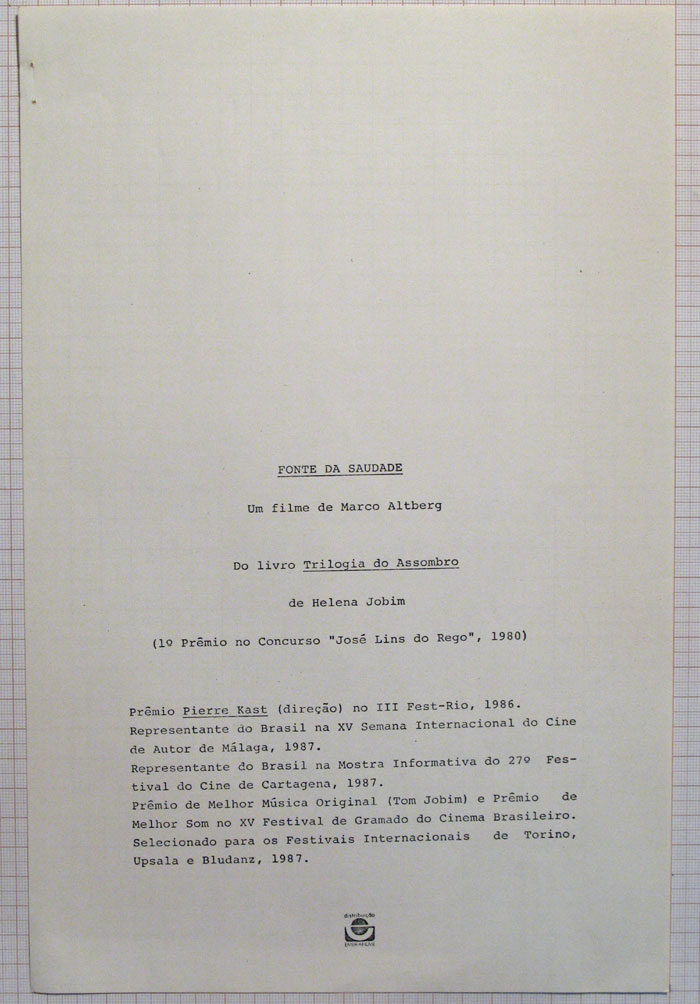 FONTE DA SAUDADE
Um filme de Marco Altberg
Do livro Trilogia do Assombro
de Helena Jobim
(1º Prêmio no Concurso "José Lins do Rego", 1980)
Prêmio Pierre Kast (direção) no III Fest-Rio, 1986.
Representante do Brasil na XV Semana Internacional do Cine
de Autor de Málaga, 1987.
Representante do Brasil na Mostra Informativa do 27º Fes-
tival do Cine de Cartagena, 1987.
Prêmio de Melhor Música Original (Tom Jobim) e Prêmio de
Melhor Som no XV Festival de Gramado do Cinema Brasileiro.
Selecionado para os Festivais Internacionais de Torino,
Upsala e Bludanz, 1987.
distribuição